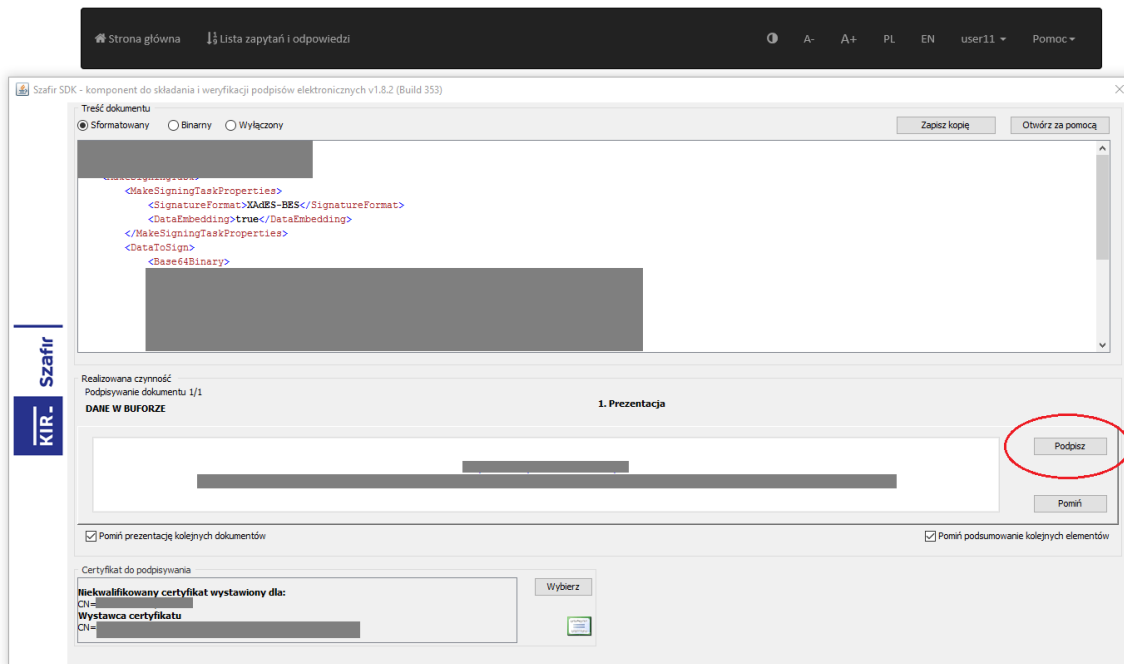 Strona główna
Lista zapytań i odpowiedzi
A-
A+
PL
EN
user11
Pomoc
Szafir SDK - komponent do składania i weryfikacji podpisów elektronicznych v1.8.2 (Build 353)
Treść dokumentu
Sformatowany
Binarny
Wyłączony
Zapisz kopię
Otwórz za pomocą
<MakeSigningTaskProperties>
<SignatureFormat>XAdES-BES</SignatureFormat>
<DataEmbedding>true</DataEmbedding>
</MakeSigningTaskProperties>
<DataToSign>
<Base64Binary>
Szafir
KIR
Realizowana czynność
Podpisywanie dokumentu 1/1
DANE W BUFORZE
1. Prezentacja
Podpisz
Pomiń
Pomiń prezentację kolejnych dokumentów
Pomiń podsumowanie kolejnych elementów
Certyfikat do podpisywania
Niekwalifikowany certyfikat wystawiony dla:
CN=
Wystawca certyfikatu
CN=
Wybierz